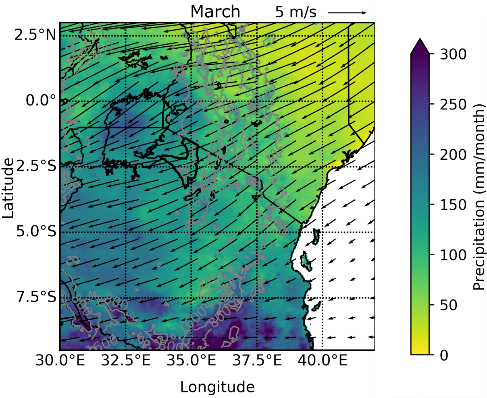 March 5 m/s
2.5°N
0.0°
2.5°S
5.0°S
7.5°S
30.0°E 32.5°E 35.0°E 37.5°E 40.0°E
Latitude
Longitude
300
250
200
150
100
50
0
Precipitation (mm/month)